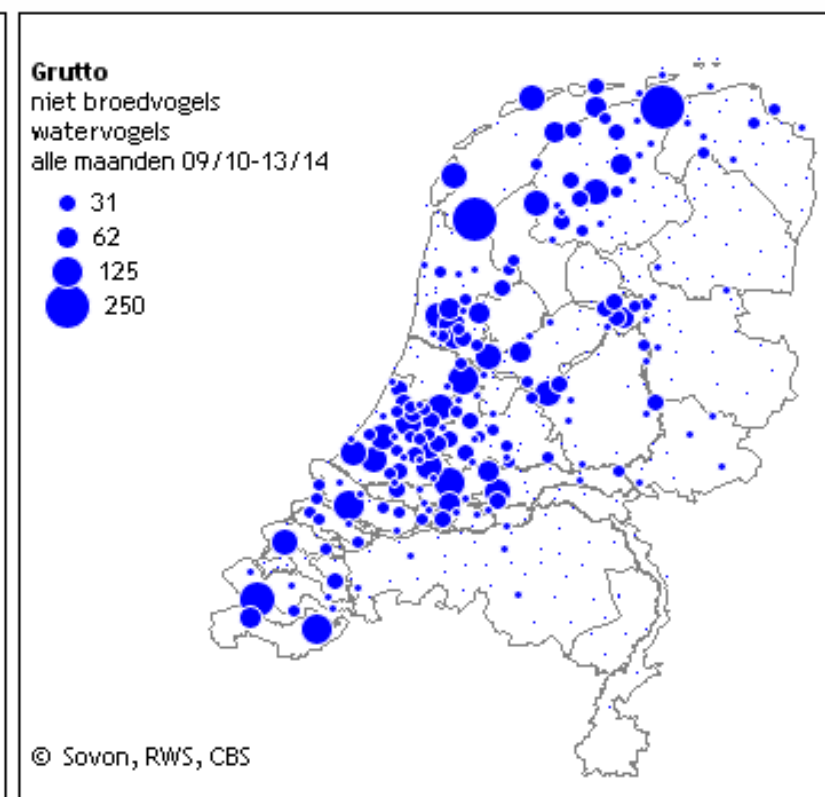 Grutto
niet broedvogels
watervogels
alle maanden 09/10-13/14
31
62
125
250
© Sovon, RWS, CBS